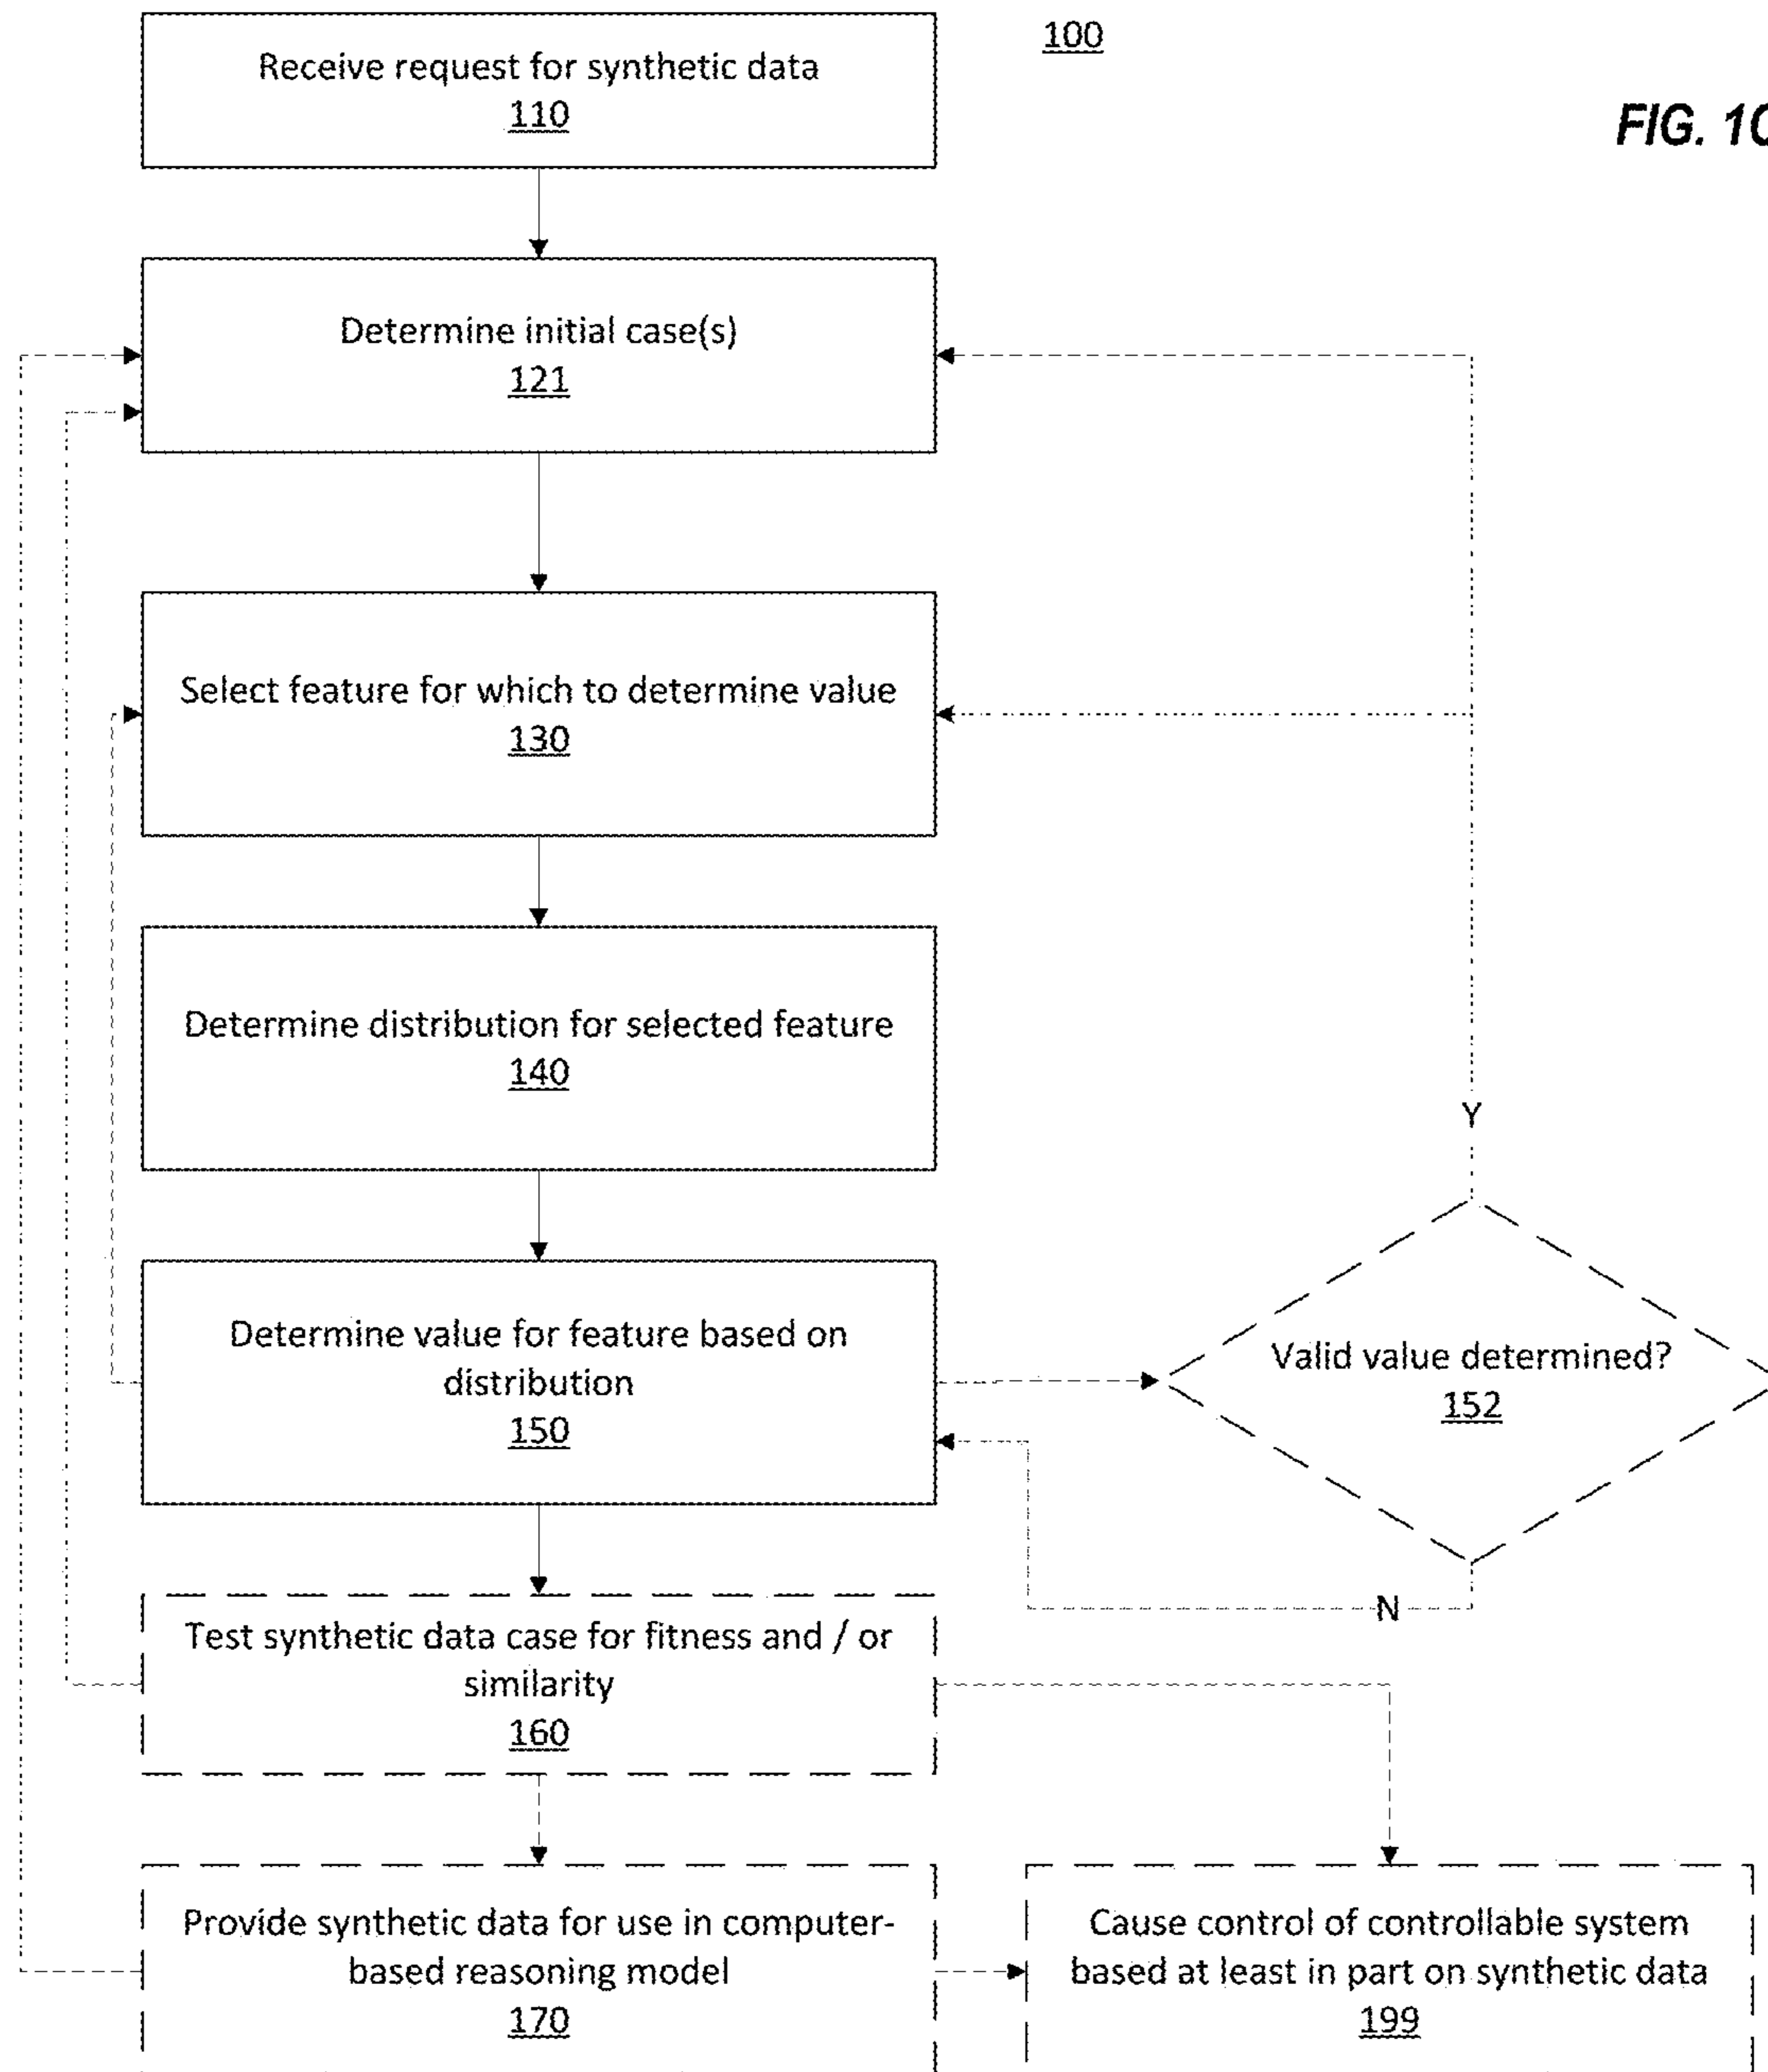 100
FIG. 1C
Receive request for synthetic data
110
Determine initial case(s)
121
Select feature for which to determine value
130
Determine distribution for selected feature
140
Y
Determine value for feature based on
distribution
150
Valid value determined?
152
N
Test synthetic data case for fitness and / or
similarity
160
Provide synthetic data for use in computer-
based reasoning model
170
Cause control of controllable system
based at least in part on synthetic data
199